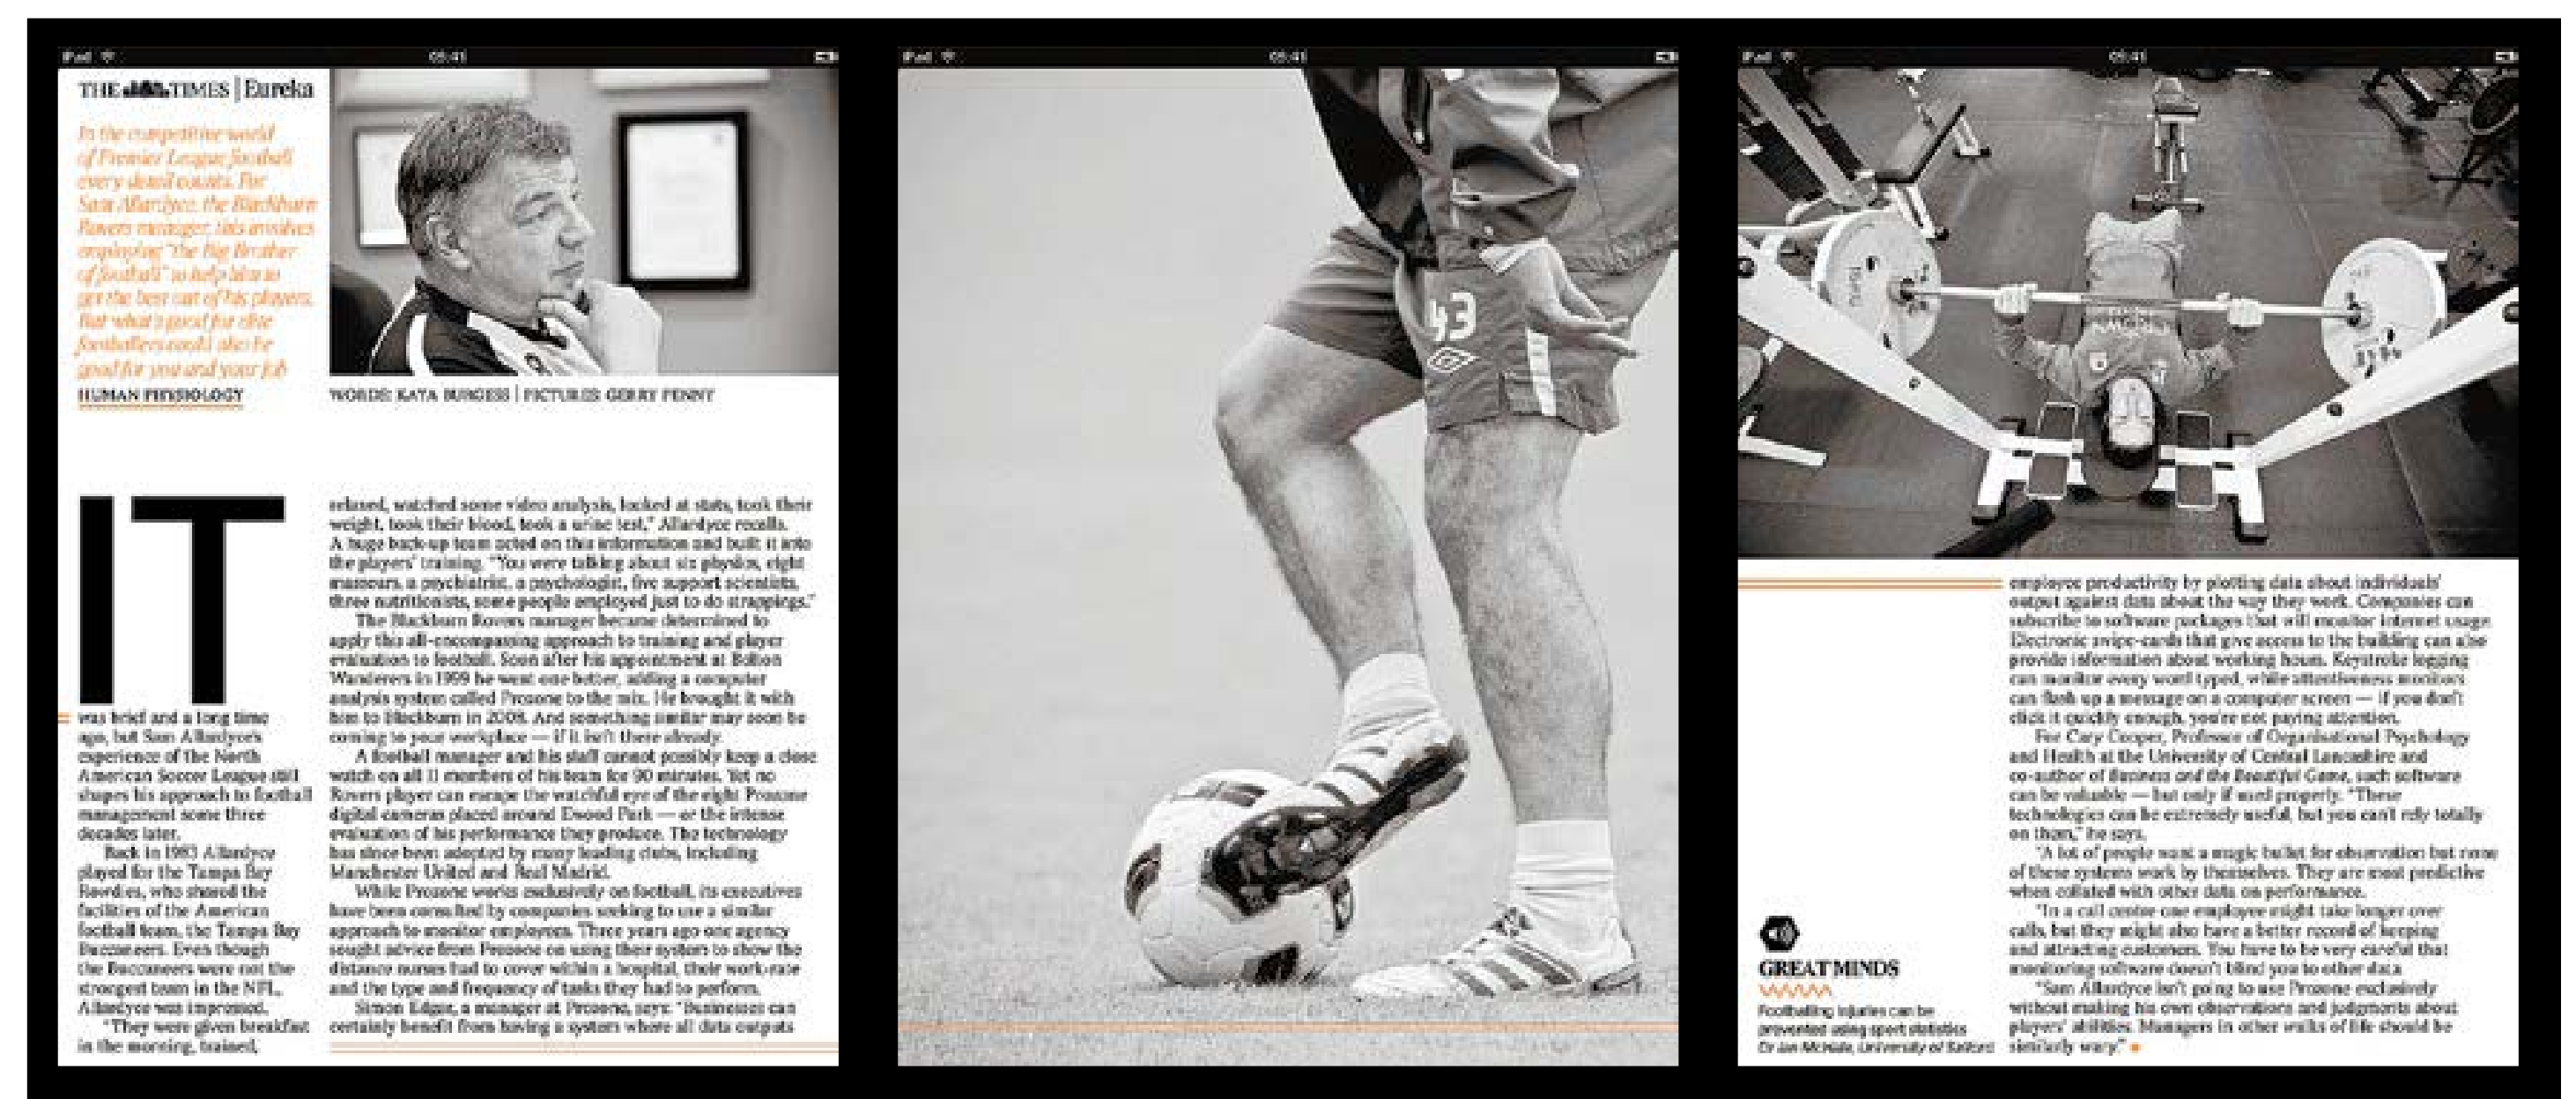 iPad
09:41
THE TIMES | Eureka
In the competitive world
of Premier League football
every detail counts. For
Sam Allardyce, the Blackburn
Rovers manager, this involves
employing "the Big Brother
of football" to help him to
get the best out of his players.
But what's good for elite
footballers could also be
good for you and your job
HUMAN PHYSIOLOGY
WORDS: KAYA BURGESS | PICTURES: GERRY PENNY
IT
was brief and a long time
ago, but Sam Allardyce's
experience of the North
American Soccer League still
shapes his approach to football
management some three
decades later.
Back in 1983 Allardyce
played for the Tampa Bay
Rowdies, who shared the
facilities of the American
football team, the Tampa Bay
Buccaneers. Even though
the Buccaneers were not the
strongest team in the NFL,
Allardyce was impressed.
"They were given breakfast
in the morning, trained,
relaxed, watched some video analysis, looked at stats, took their
weight, took their blood, took a urine test," Allardyce recalls.
A huge back-up team acted on this information and built it into
the players' training. "You were talking about six physios, eight
masseurs, a psychiatrist, a psychologist, five support scientists,
three nutritionists, some people employed just to do strappings."
The Blackburn Rovers manager became determined to
apply this all-encompassing approach to training and player
evaluation to football. Soon after his appointment at Bolton
Wanderers in 1999 he went one better, adding a computer
analysis system called Prozone to the mix. He brought it with
him to Blackburn in 2008. And something similar may soon be
coming to your workplace — if it isn't there already.
A football manager and his staff cannot possibly keep a close
watch on all 11 members of his team for 90 minutes. Yet no
Rovers player can escape the watchful eye of the eight Prozone
digital cameras placed around Ewood Park — or the intense
evaluation of his performance they produce. The technology
has since been adopted by many leading clubs, including
Manchester United and Real Madrid.
While Prozone works exclusively on football, its executives
have been consulted by companies seeking to use a similar
approach to monitor employees. Three years ago one agency
sought advice from Prozone on using their system to show the
distance nurses had to cover within a hospital, their work-rate
and the type and frequency of tasks they had to perform.
Simon Edgar, a manager at Prozone, says: "Businesses can
certainly benefit from having a system where all data outputs
iPad
09:41
43
iPad
09:41
employee productivity by plotting data about individuals'
output against data about the way they work. Companies can
subscribe to software packages that will monitor internet usage.
Electronic swipe-cards that give access to the building can also
provide information about working hours. Keystroke logging
can monitor every word typed, while attentiveness monitors
can flash up a message on a computer screen — if you don't
click it quickly enough, you're not paying attention.
For Cary Cooper, Professor of Organisational Psychology
and Health at the University of Central Lancashire and
co-author of Business and the Beautiful Game, such software
can be valuable — but only if used properly. "These
technologies can be extremely useful, but you can't rely totally
on them," he says.
"A lot of people want a magic bullet for observation but none
of these systems work by themselves. They are most predictive
when collated with other data on performance.
"In a call centre one employee might take longer over
calls, but they might also have a better record of keeping
and attracting customers. You have to be very careful that
monitoring software doesn't blind you to other data.
"Sam Allardyce isn't going to use Prozone exclusively
without making his own observations and judgments about
players' abilities. Managers in other walks of life should be
similarly wary."
GREAT MINDS
Footballing injuries can be
prevented using sport statistics
Dr Ian McHale, University of Salford